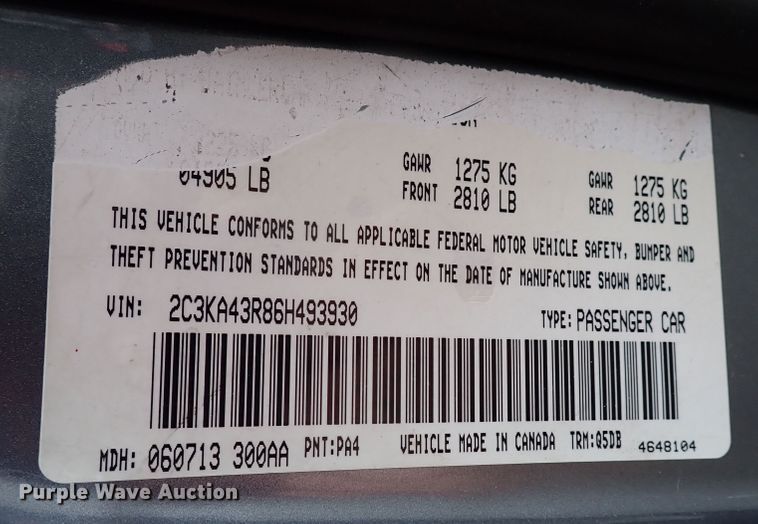 04905 LB
GAWR 1275 KG
FRONT 2810 LB
GAWR 1275 KG
REAR 2810 LB
THIS VEHICLE CONFORMS TO ALL APPLICABLE FEDERAL MOTOR VEHICLE SAFETY, BUMPER AND
THEFT PREVENTION STANDARDS IN EFFECT ON THE DATE OF MANUFACTURE SHOWN ABOVE.
VIN: 2C3KA43R86H493930 TYPE: PASSENGER CAR
MDH: 060713 300AA PNT:PA4 VEHICLE MADE IN CANADA TRM:Q5DB 4648104
Purple Wave Auction